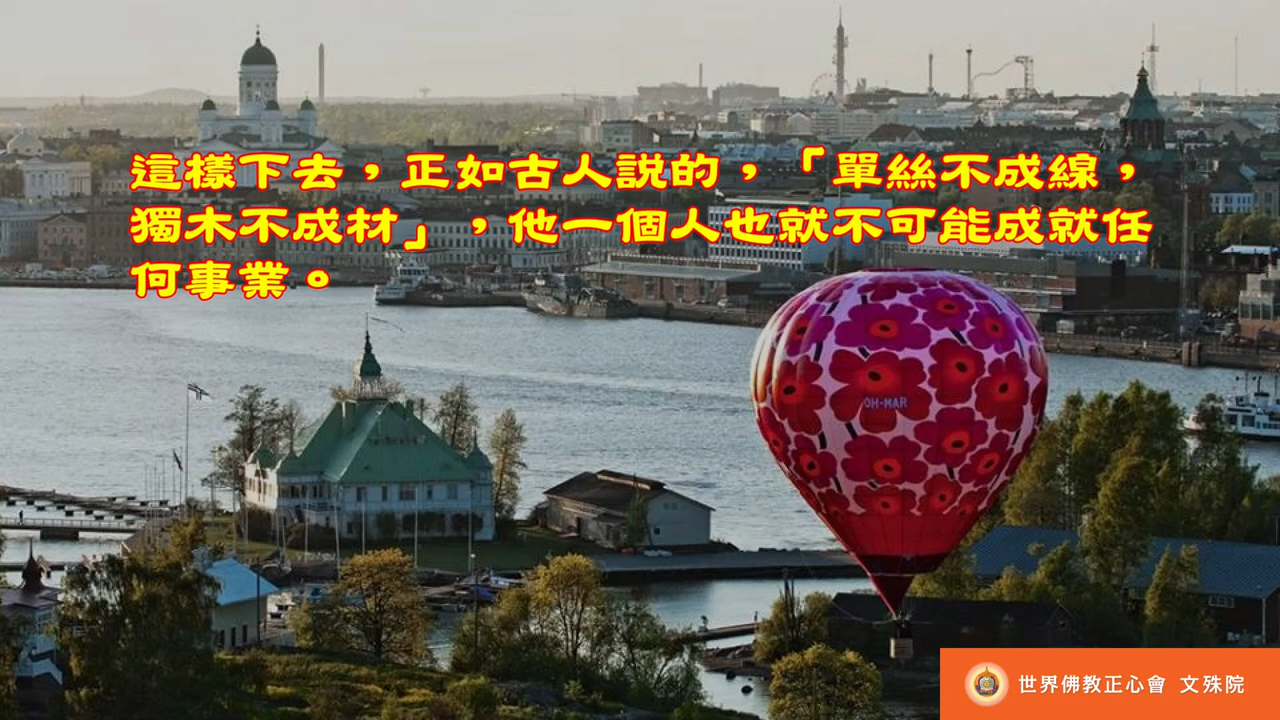 這樣下去，正如古人說的，「單絲不成線，
獨木不成材」，他一個人也就不可能成就任
何事業。
OH-MAR
世界佛教正心會 文殊院